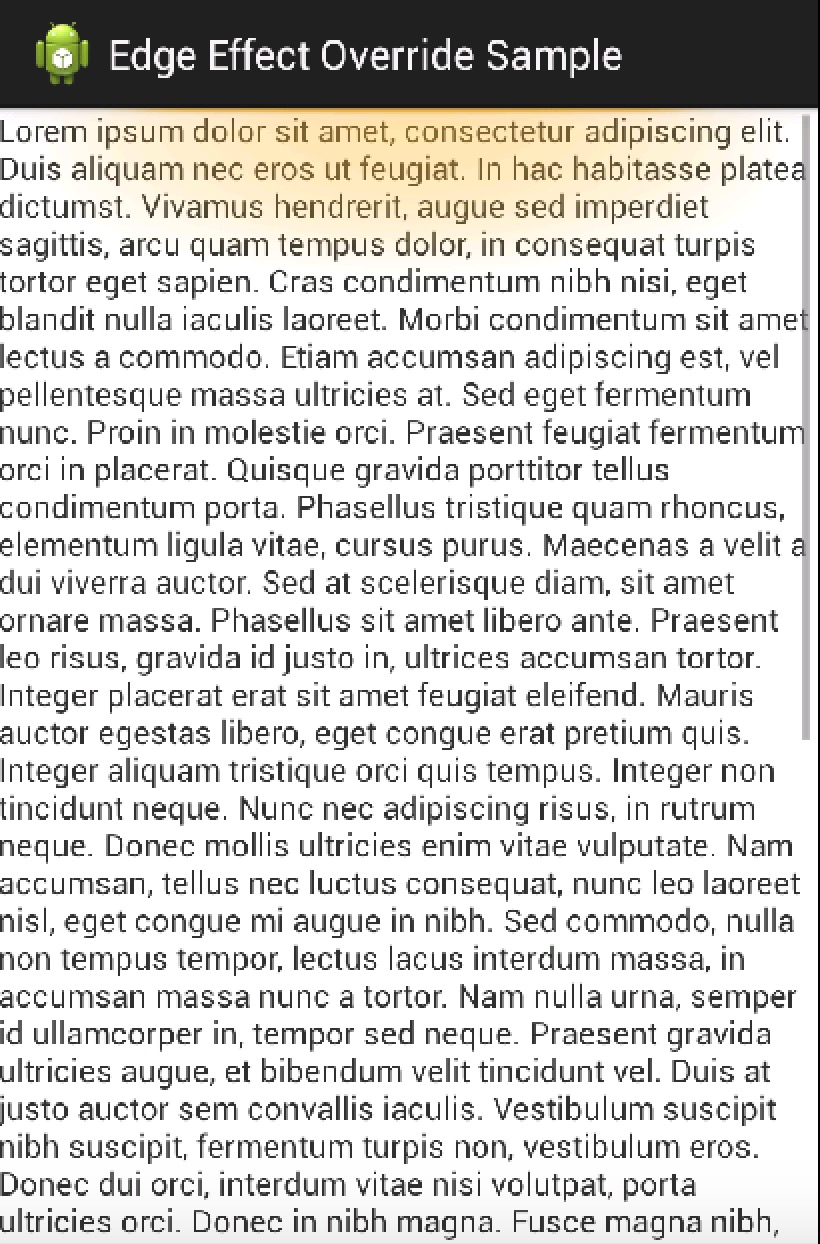 Edge Effect Override Sample
Lorem ipsum dolor sit amet, consectetur adipiscing elit.
Duis aliquam nec eros ut feugiat. In hac habitasse platea
dictumst. Vivamus hendrerit, augue sed imperdiet
sagittis, arcu quam tempus dolor, in consequat turpis
tortor eget sapien. Cras condimentum nibh nisi, eget
blandit nulla iaculis laoreet. Morbi condimentum sit amet
lectus a commodo. Etiam accumsan adipiscing est, vel
pellentesque massa ultricies at. Sed eget fermentum
nunc. Proin in molestie orci. Praesent feugiat fermentum
orci in placerat. Quisque gravida porttitor tellus
condimentum porta. Phasellus tristique quam rhoncus,
elementum ligula vitae, cursus purus. Maecenas a velit a
dui viverra auctor. Sed at scelerisque diam, sit amet
ornare massa. Phasellus sit amet libero ante. Praesent
leo risus, gravida id justo in, ultrices accumsan tortor.
Integer placerat erat sit amet feugiat eleifend. Mauris
auctor egestas libero, eget congue erat pretium quis.
Integer aliquam tristique orci quis tempus. Integer non
tincidunt neque. Nunc nec adipiscing risus, in rutrum
neque. Donec mollis ultricies enim vitae vulputate. Nam
accumsan, tellus nec luctus consequat, nunc leo laoreet
nisl, eget congue mi augue in nibh. Sed commodo, nulla
non tempus tempor, lectus lacus interdum massa, in
accumsan massa nunc a tortor. Nam nulla urna, semper
id ullamcorper in, tempor sed neque. Praesent gravida
ultricies augue, et bibendum velit tincidunt vel. Duis at
justo auctor sem convallis iaculis. Vestibulum suscipit
nibh suscipit, fermentum turpis non, vestibulum eros.
Donec dui orci, interdum vitae nisi volutpat, porta
ultricies orci. Donec in nibh magna. Fusce magna nibh,